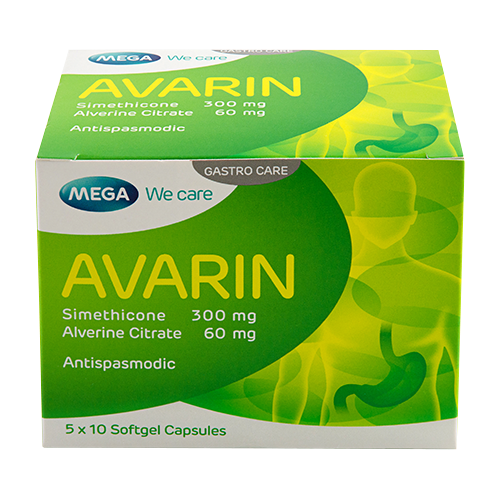 MEGA We care
GASTRO CARE
AVARIN
Simethicone 300 mg
Alverine Citrate 60 mg
Antispasmodic
GASTRO CARE
MEGA We care
AVARIN
Simethicone 300 mg
Alverine Citrate 60 mg
Antispasmodic
5 x 10 Softgel Capsules